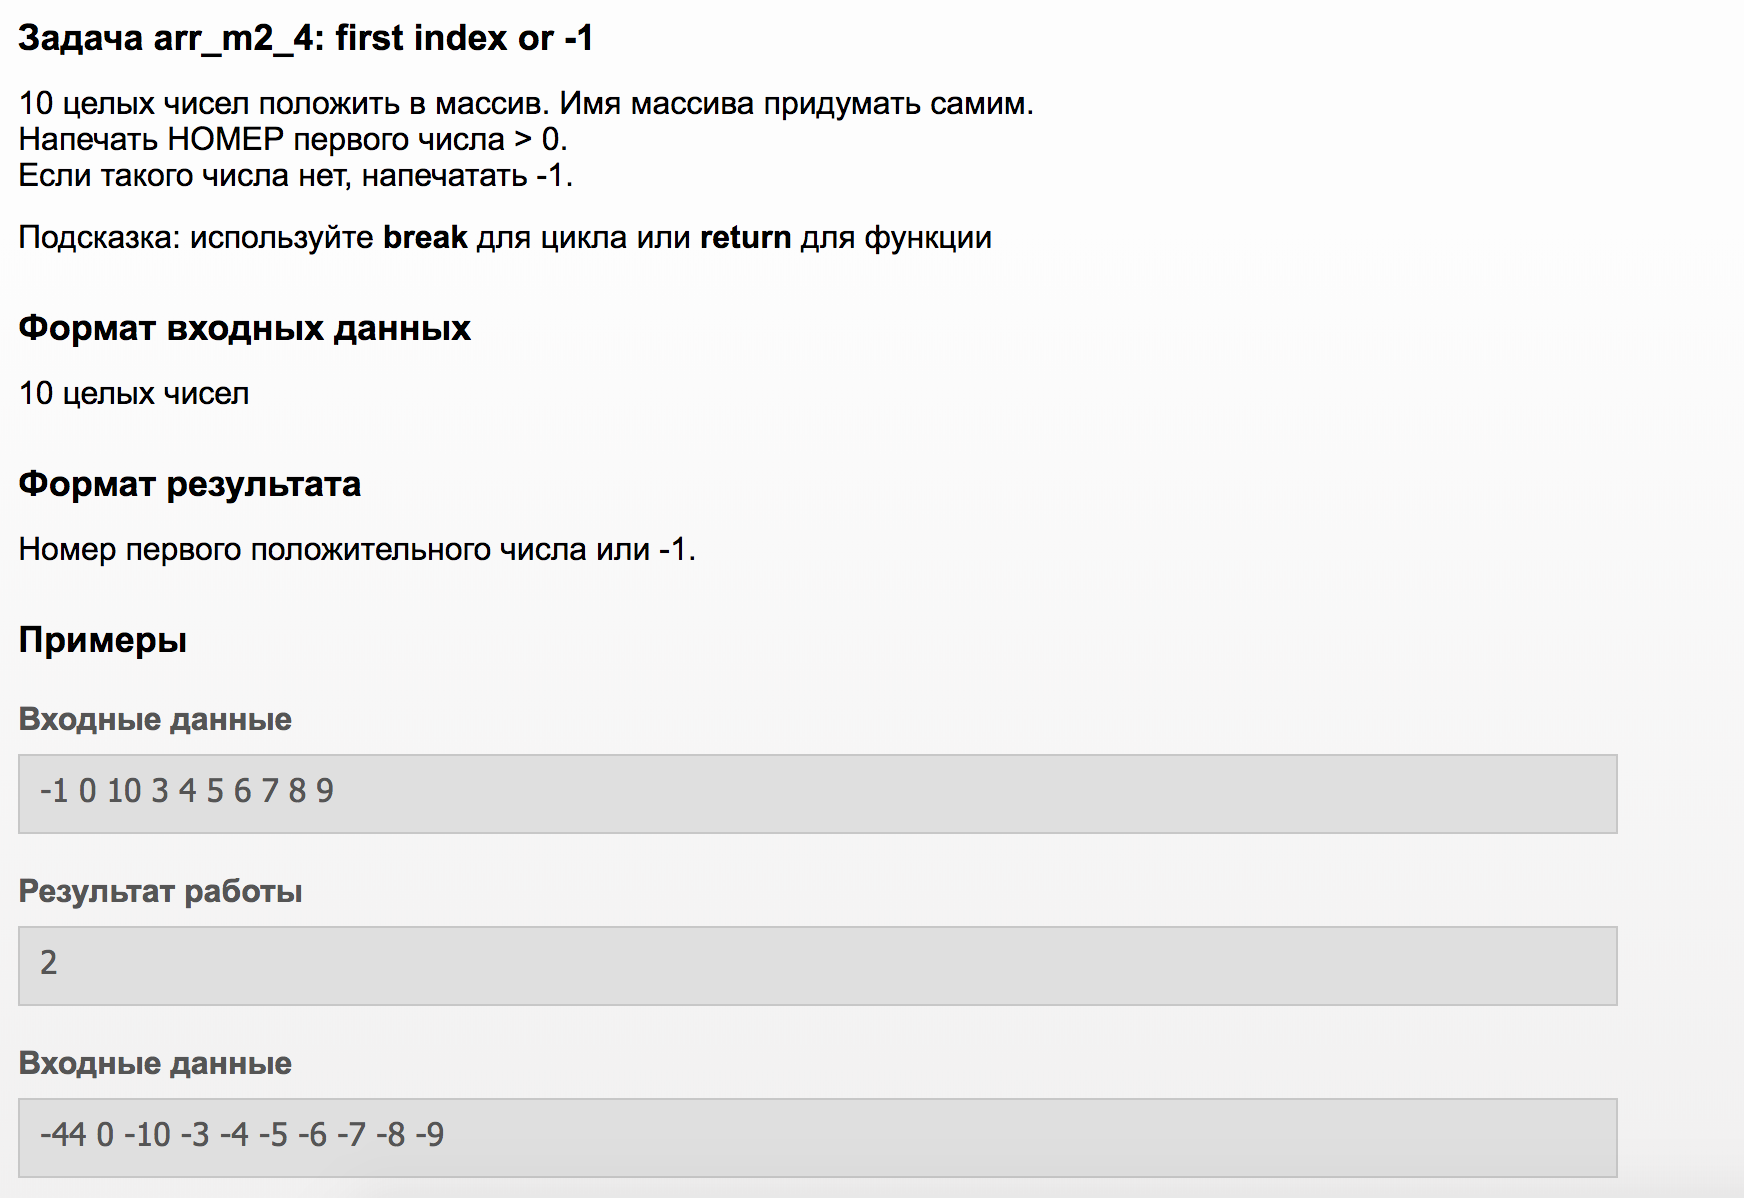 Задача arr_m2_4: first index or -1
10 целых чисел положить в массив. Имя массива придумать самим.
Напечать НОМЕР первого числа > 0.
Если такого числа нет, напечатать -1.
Подсказка: используйте break для цикла или return для функции
Формат входных данных
10 целых чисел
Формат результата
Номер первого положительного числа или -1.
Примеры
Входные данные
-1 0 10 3 4 5 6 7 8 9
Результат работы
2
Входные данные
-44 0 -10 -3 -4 -5 -6 -7 -8 -9